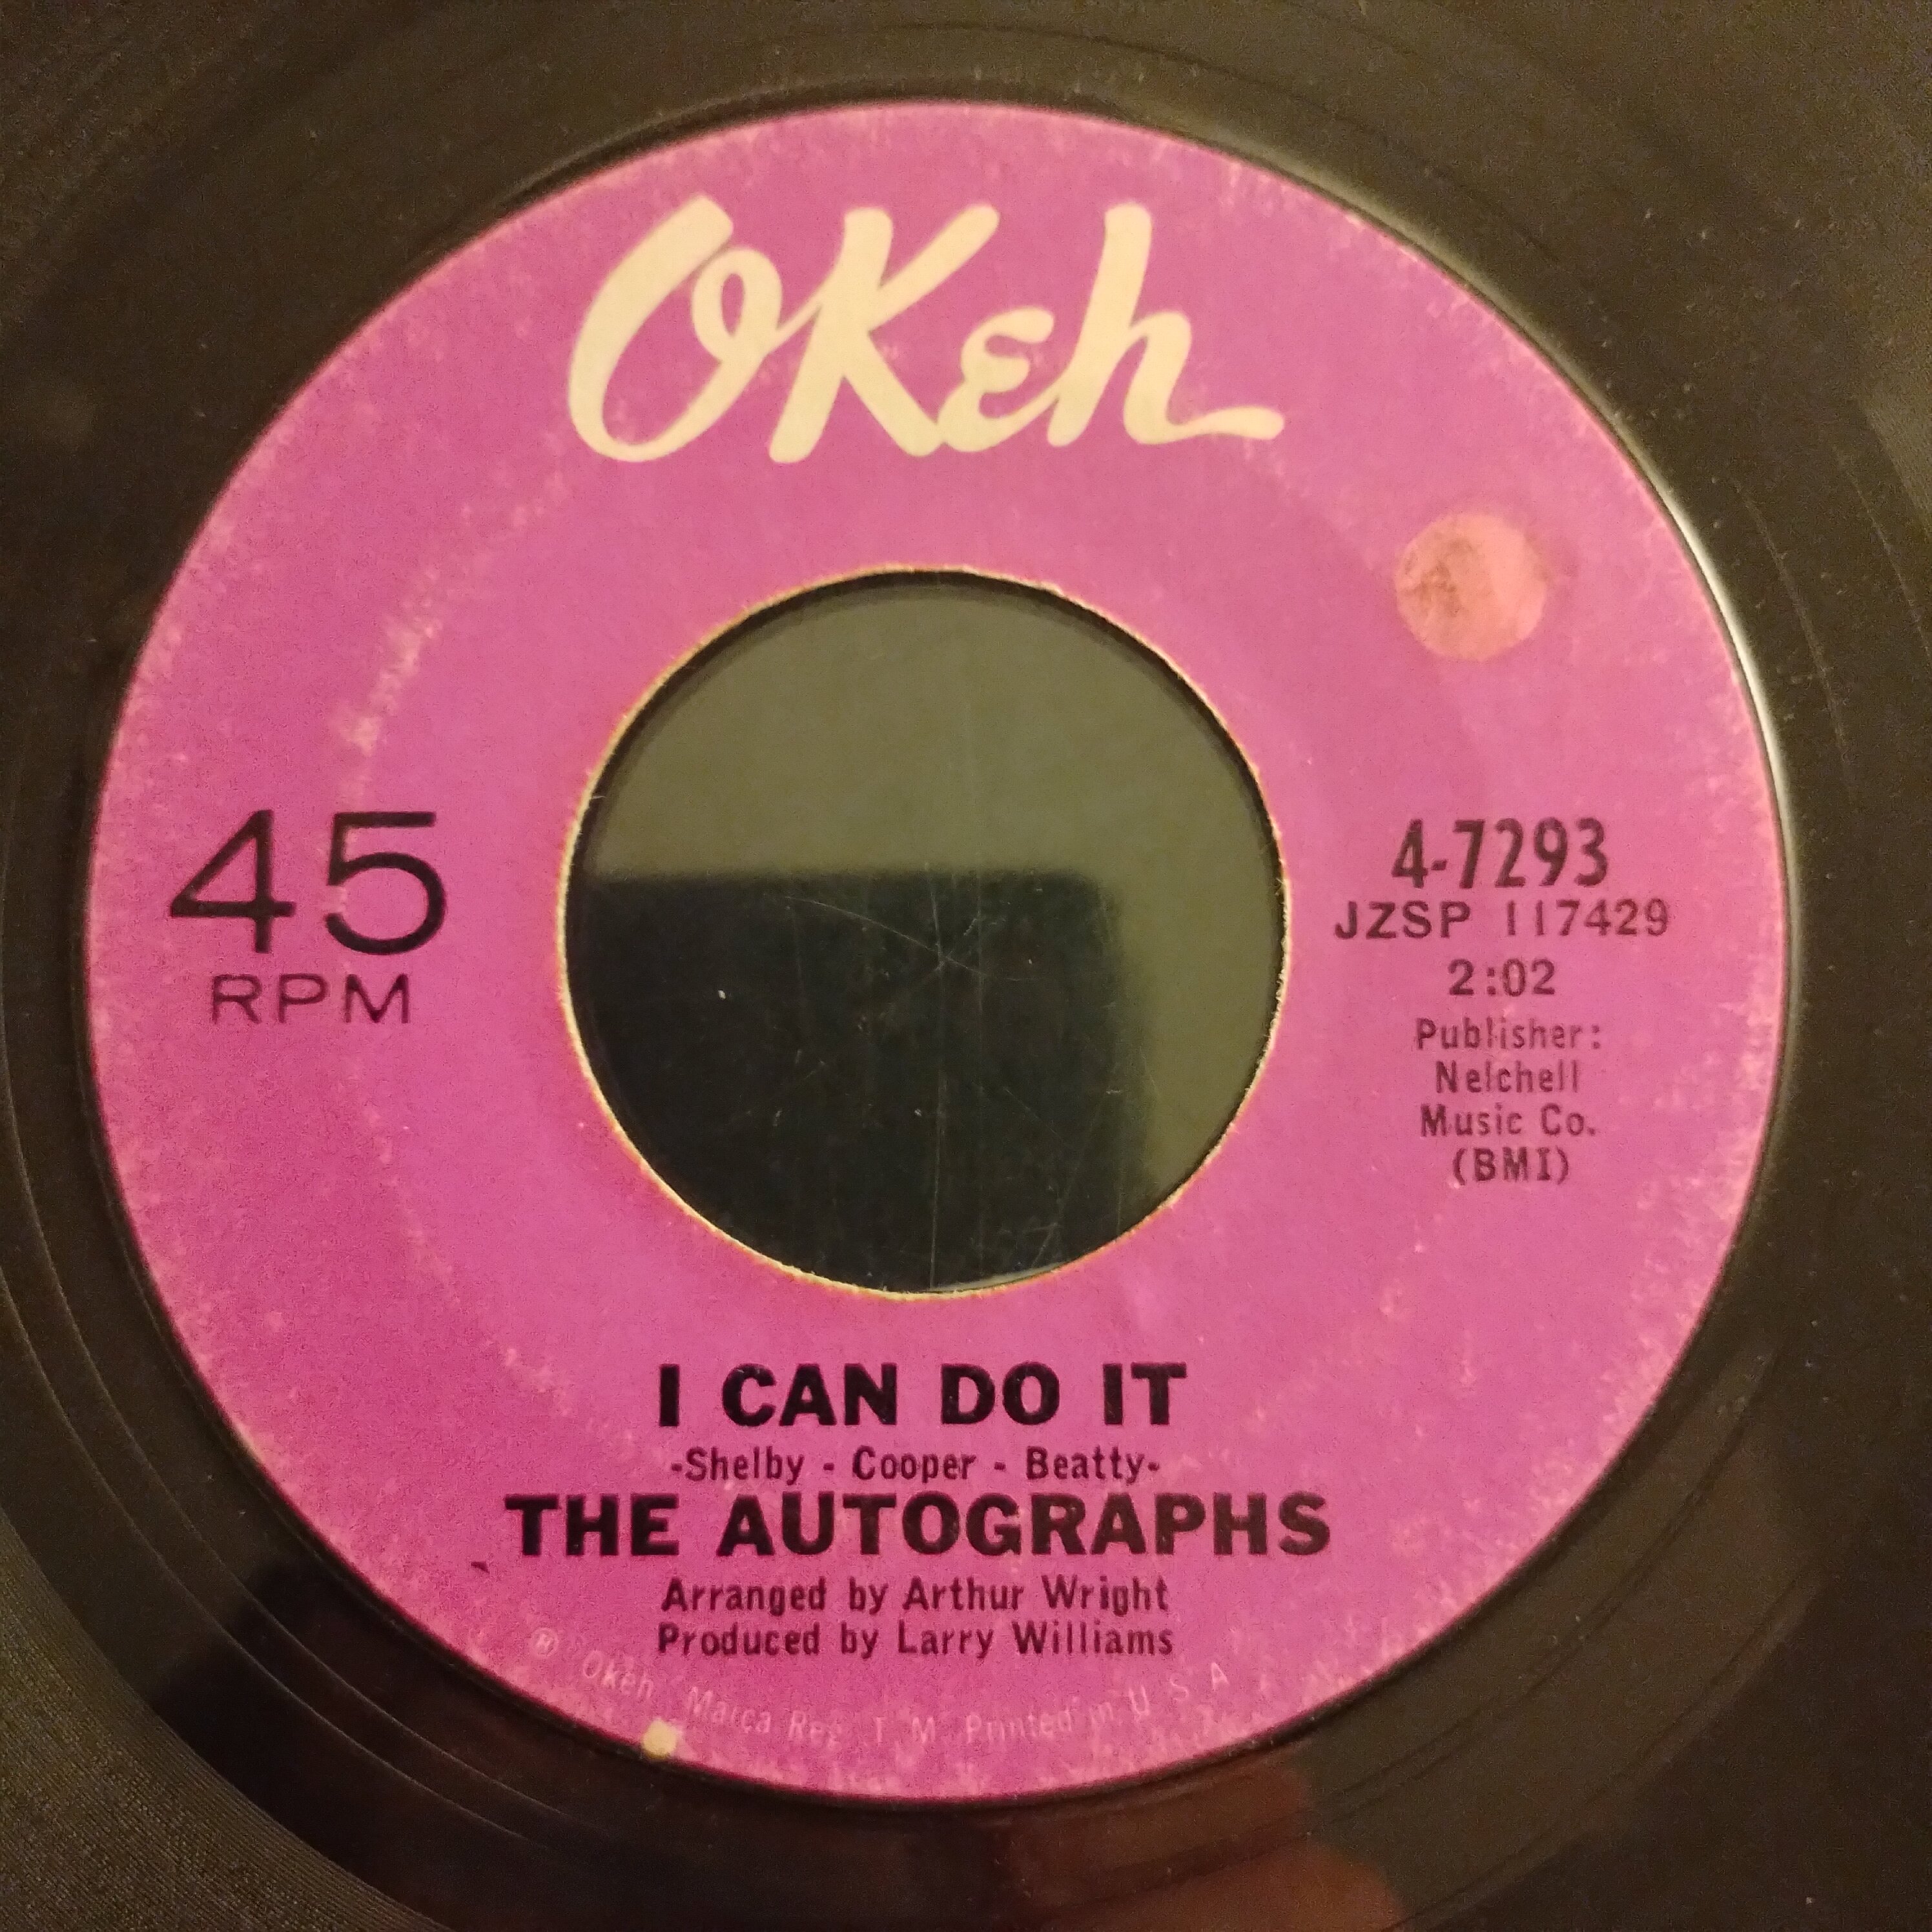 OKeh
45
RPM
4-7293
JZSP 117429
2:02
Publisher:
Nelchell
Music Co.
(BMI)
I CAN DO IT
-Shelby - Cooper - Beatty-
THE AUTOGRAPHS
Arranged by Arthur Wright
Produced by Larry Williams
"Okeh" Marca Reg. T. M. Printed in U S A